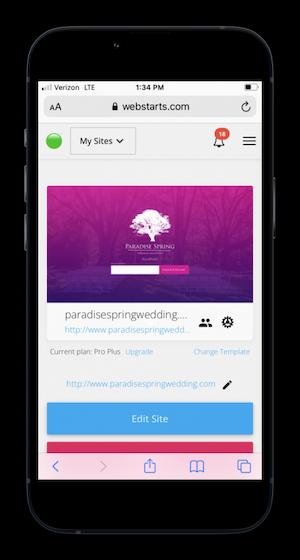 Verizon LTE 1:34 PM
AA webstarts.com
My Sites 18
PARADISE SPRING
paradisespringwedding....
http://www.paradisespringwedd...
Current plan: Pro Plus Upgrade Change Template
http://www.paradisespringwedding.com
Edit Site